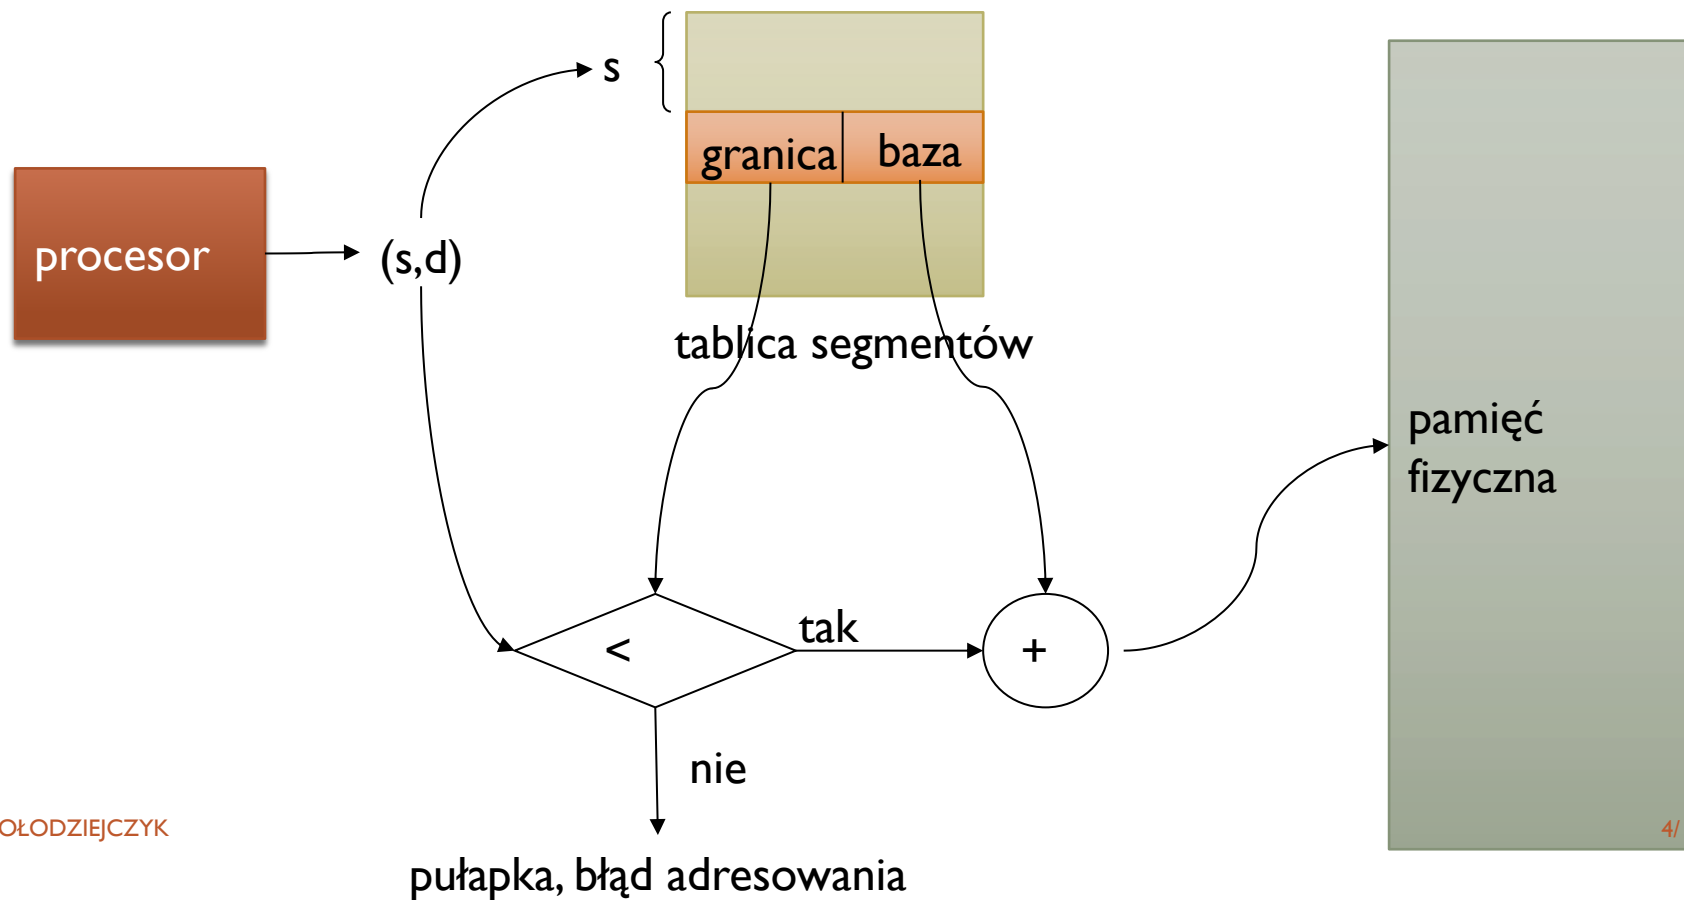 s
granica baza
procesor
(s,d)
tablica segmentów
pamięć
fizyczna
<
tak
+
nie
OŁODZIEJCZYK
4/
pułapka, błąd adresowania